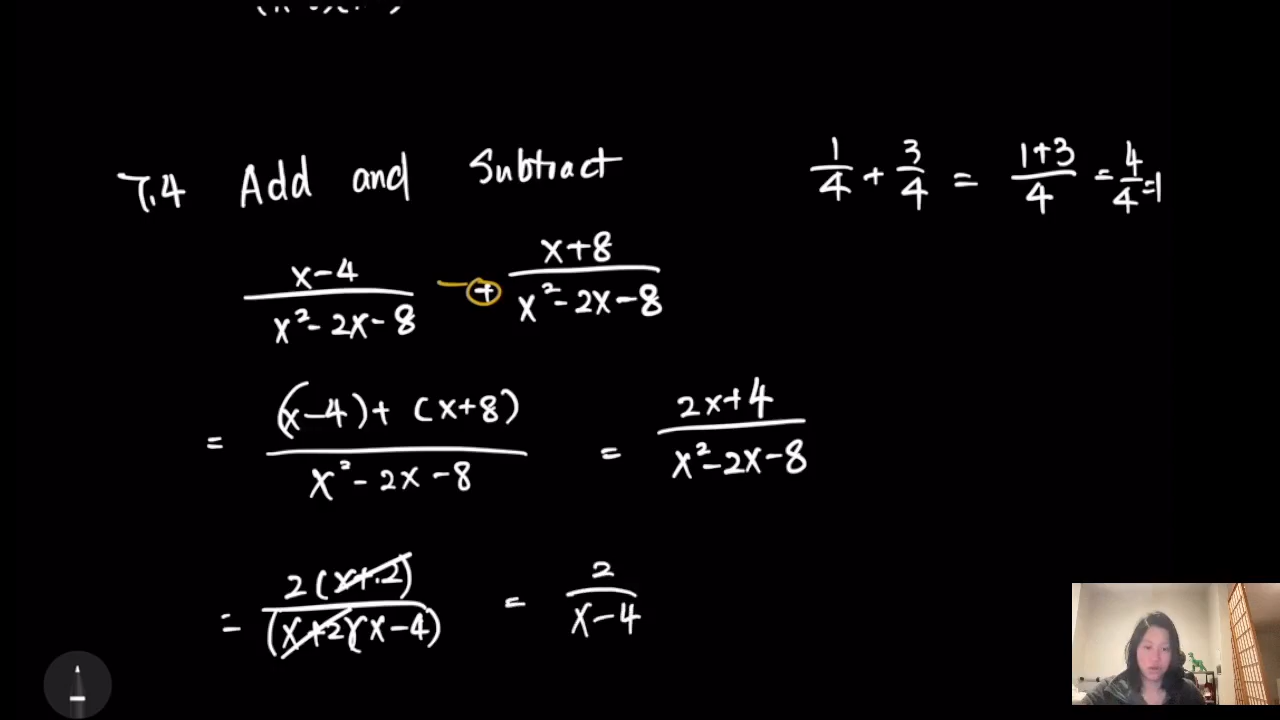 7.4 Add and Subtract
1/4 + 3/4 = (1+3)/4 = 4/4 = 1
(x-4)/(x²-2x-8) — + (x+8)/(x²-2x-8)
= ((x-4)+(x+8))/(x²-2x-8) = (2x+4)/(x²-2x-8)
= 2(x+2)/((x+2)(x-4)) = 2/(x-4)